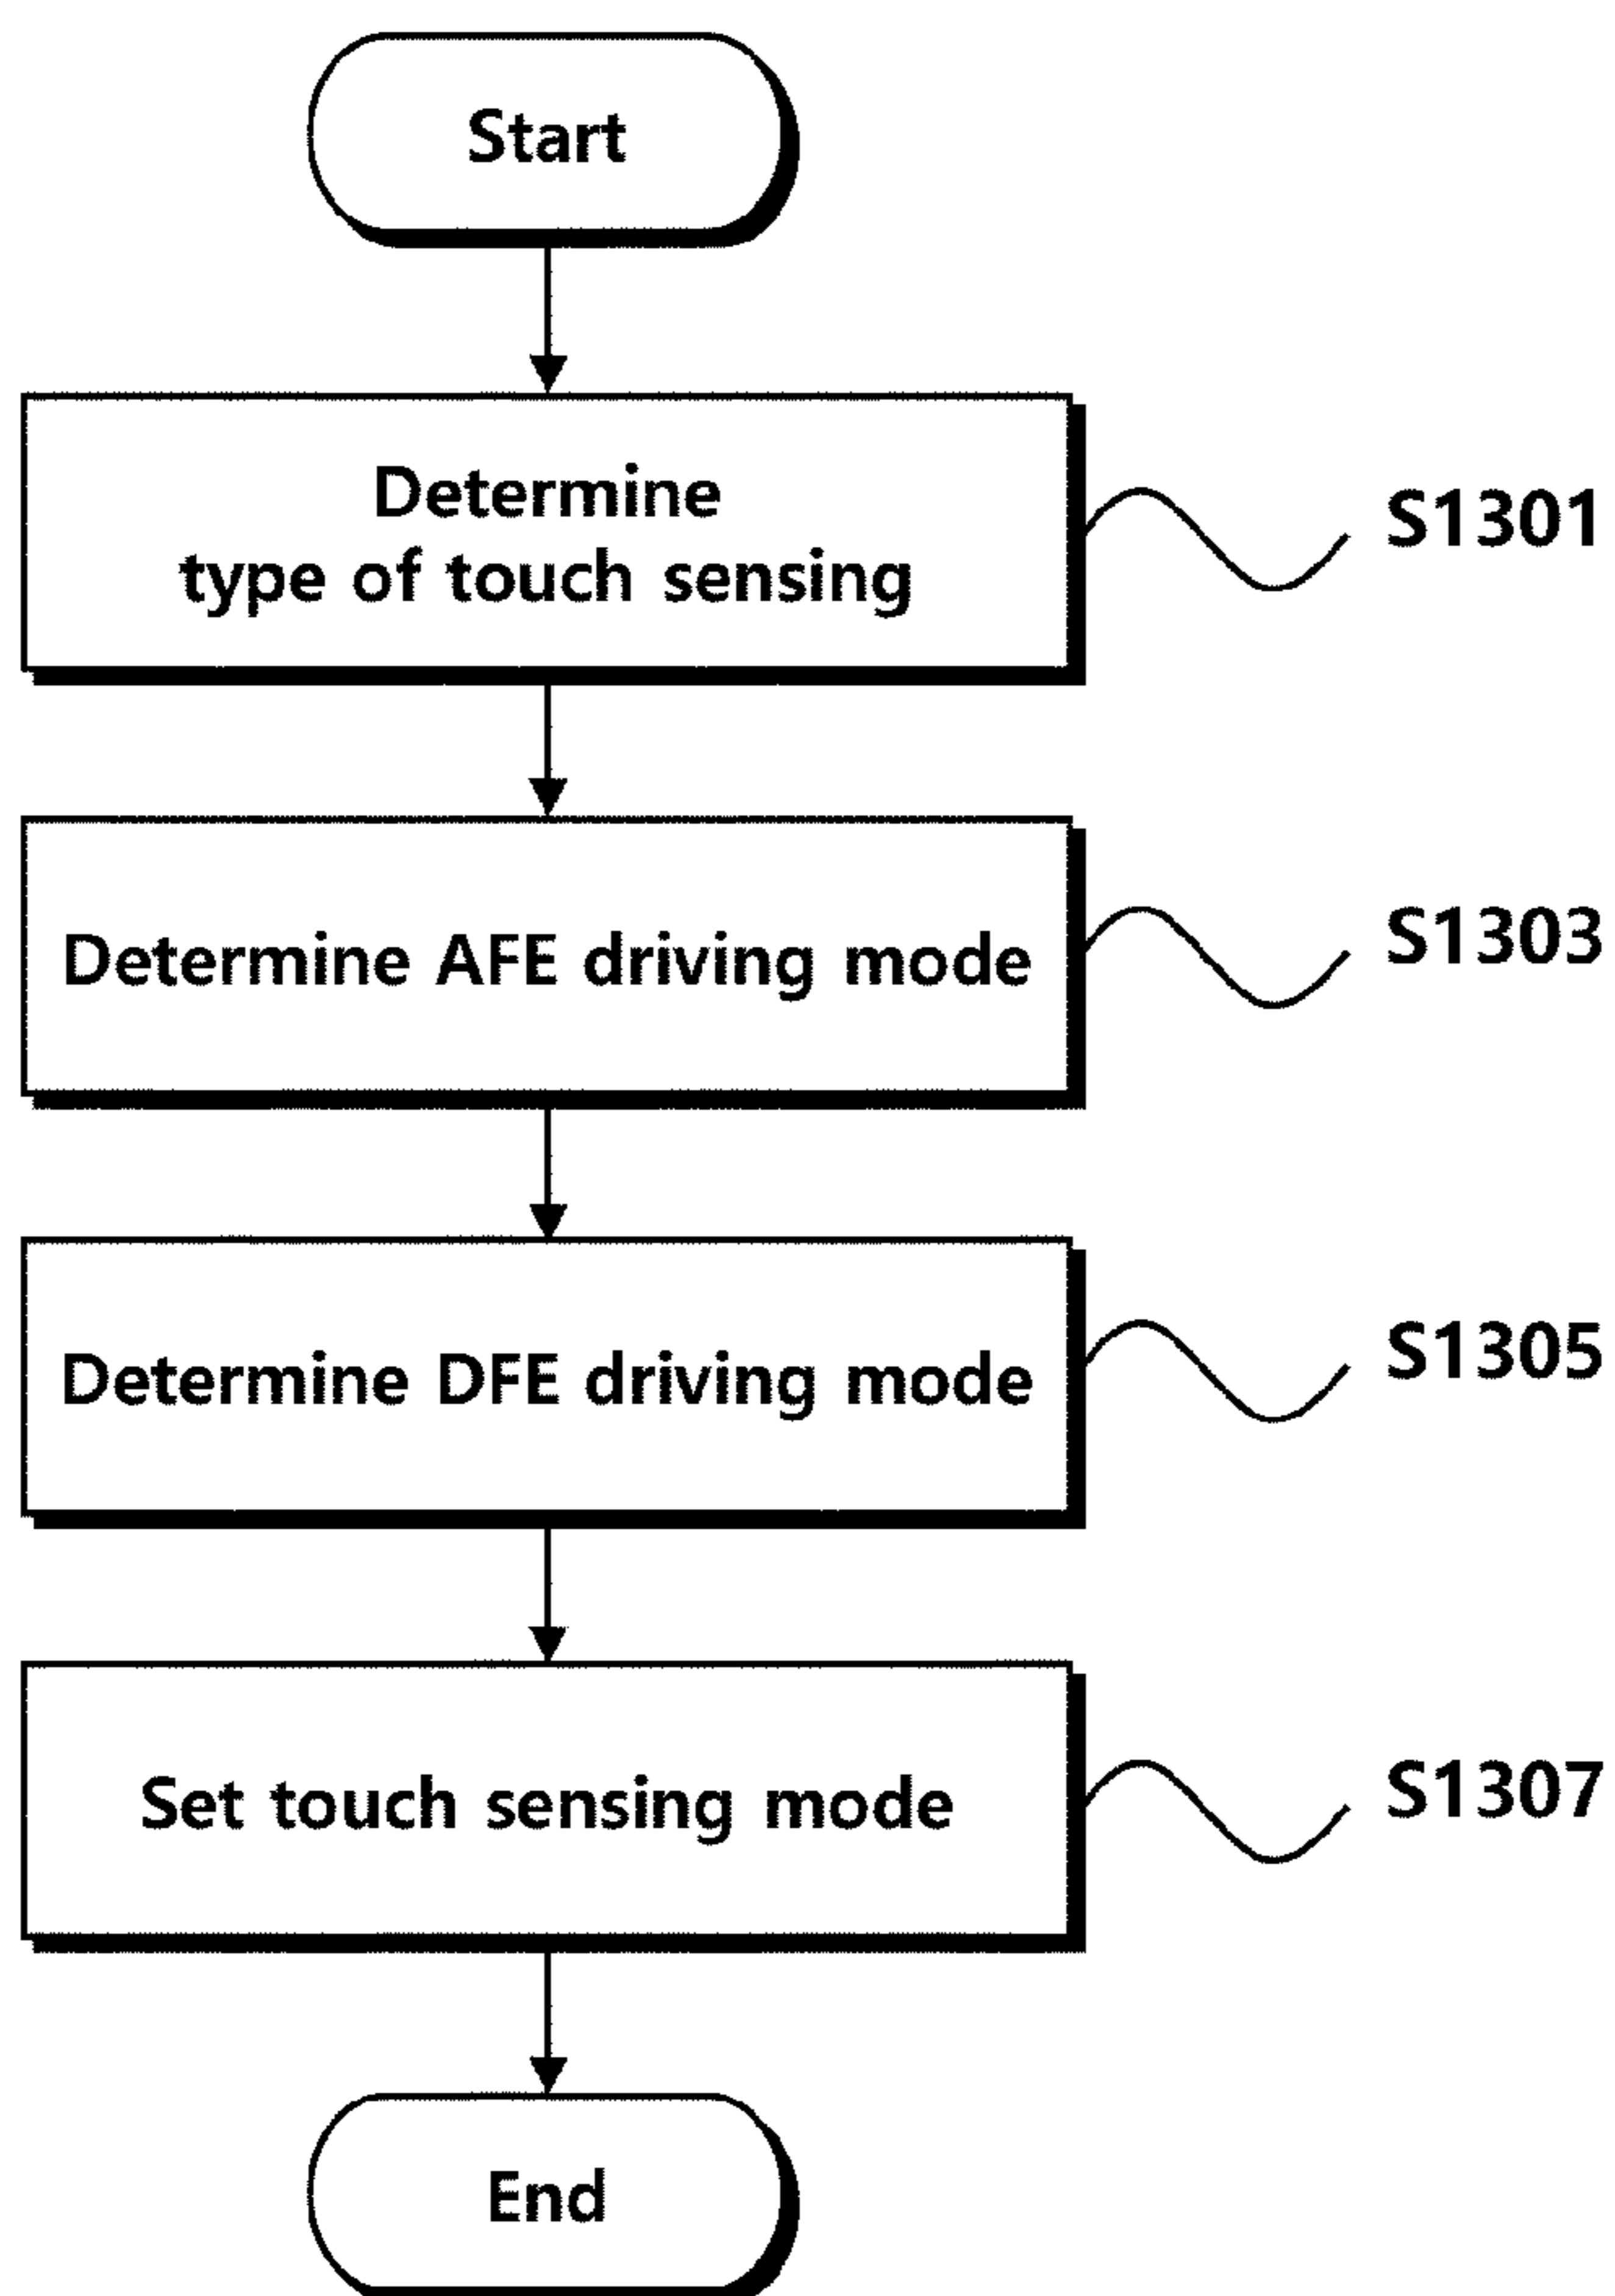 Start
Determine
type of touch sensing
S1301
Determine AFE driving mode
S1303
Determine DFE driving mode
S1305
Set touch sensing mode
S1307
End